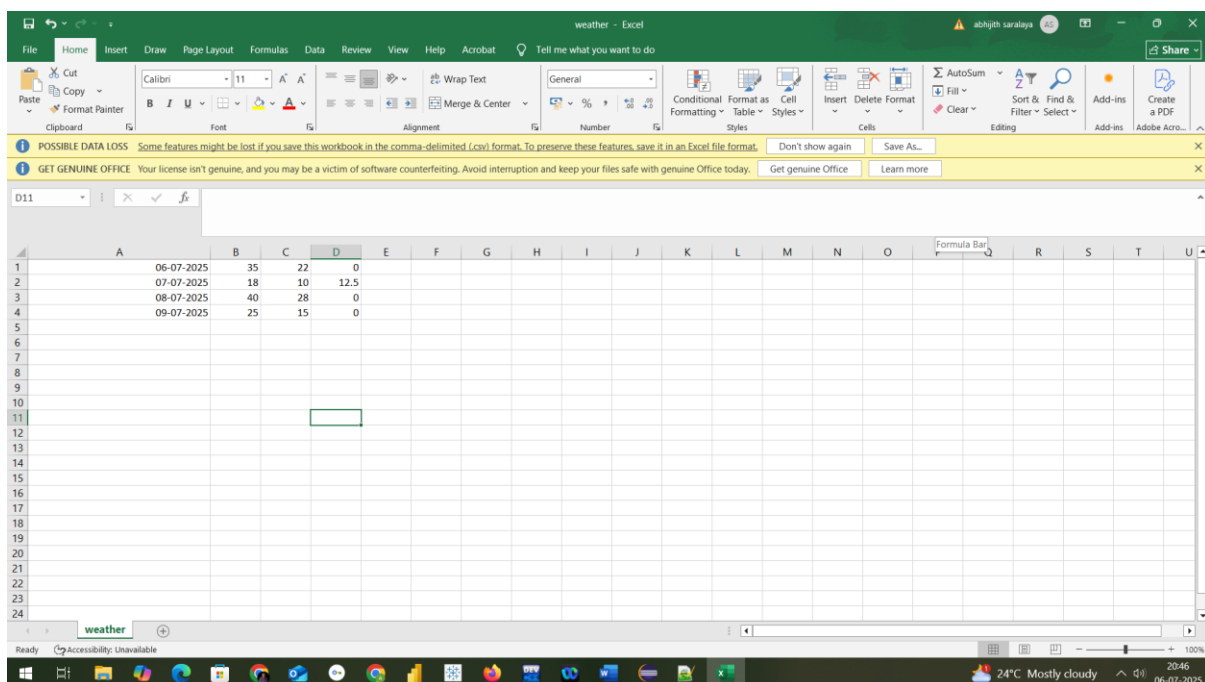 weather - Excel
abhijith saralaya AS
File Home Insert Draw Page Layout Formulas Data Review View Help Acrobat Tell me what you want to do Share
Paste
Cut
Copy
Format Painter
Clipboard
Calibri 11 A A
B I U A
Font
Wrap Text
Merge & Center
Alignment
General
% ,
Number
Conditional Formatting
Format as Table
Cell Styles
Styles
Insert Delete Format
Cells
AutoSum
Fill
Clear
Sort & Filter
Find & Select
Editing
Add-ins
Add-ins
Create a PDF
Adobe Acro...
POSSIBLE DATA LOSS Some features might be lost if you save this workbook in the comma-delimited (.csv) format. To preserve these features, save it in an Excel file format. Don't show again Save As...
GET GENUINE OFFICE Your license isn't genuine, and you may be a victim of software counterfeiting. Avoid interruption and keep your files safe with genuine Office today. Get genuine Office Learn more
D11 fx
Formula Bar
A B C D E F G H I J K L M N O P Q R S T U
1 06-07-2025 35 22 0
2 07-07-2025 18 10 12.5
3 08-07-2025 40 28 0
4 09-07-2025 25 15 0
5
6
7
8
9
10
11
12
13
14
15
16
17
18
19
20
21
22
23
24
weather
Ready Accessibility: Unavailable 100%
24°C Mostly cloudy 20:46
06-07-2025